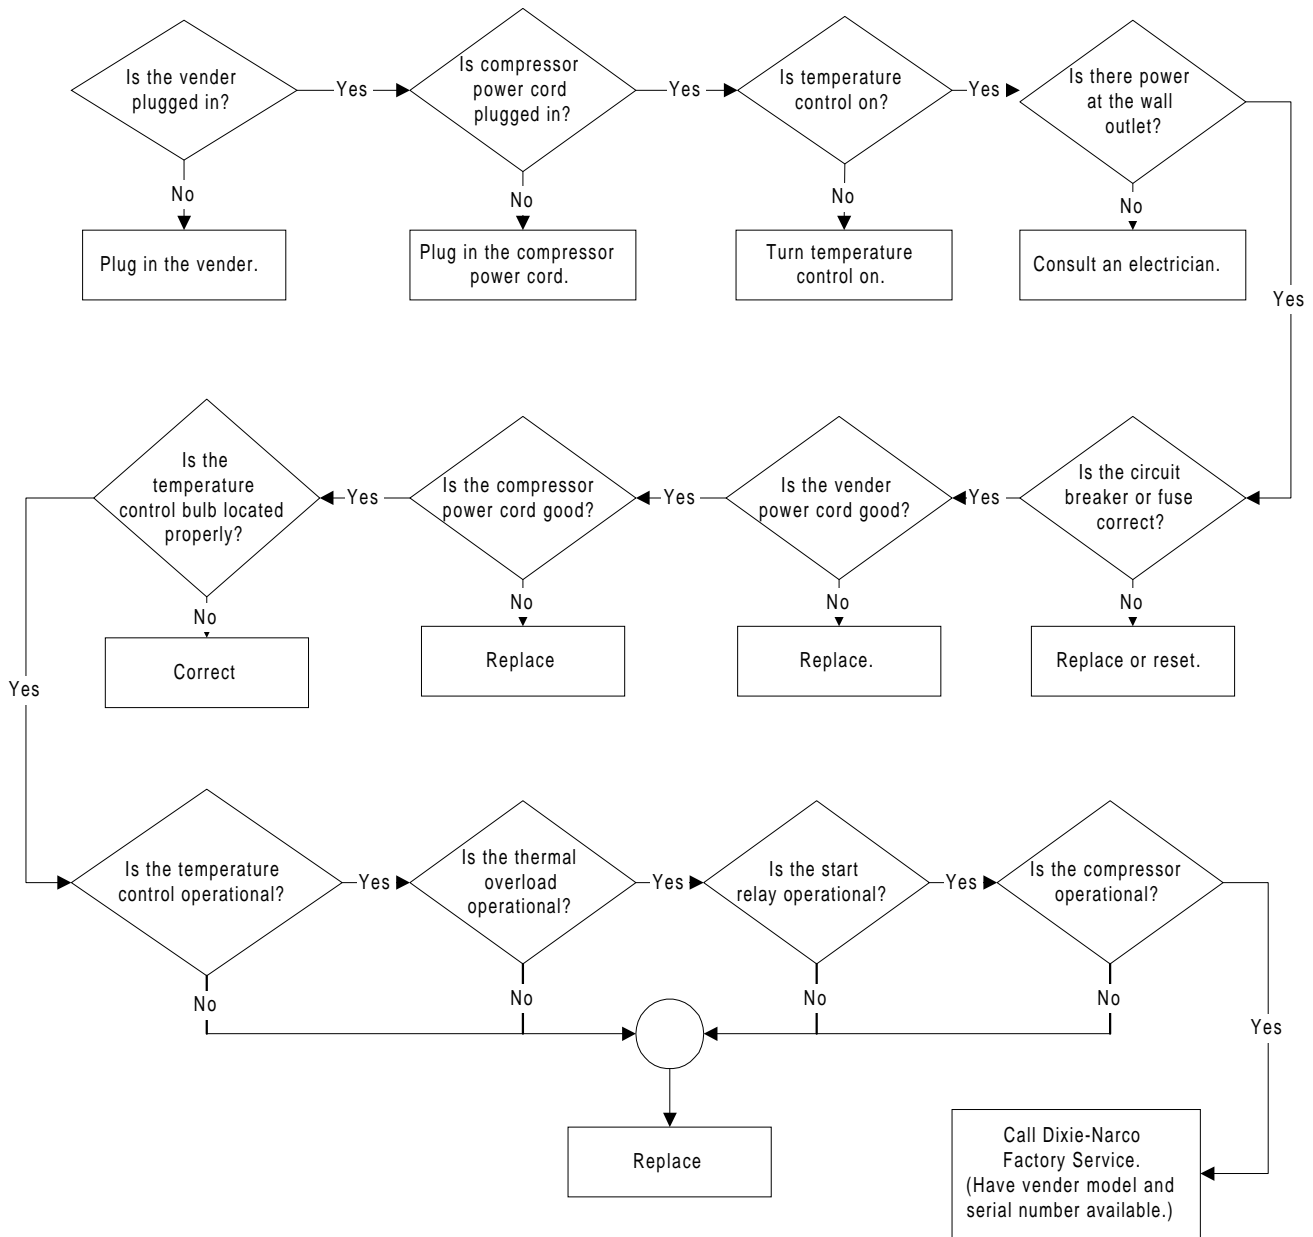 Is the vender
plugged in?
Yes
Is compressor
power cord
plugged in?
Yes
Is temperature
control on?
Yes
Is there power
at the wall
outlet?
No
No
No
No
Plug in the vender.
Plug in the compressor
power cord.
Turn temperature
control on.
Consult an electrician.
Yes
Is the
temperature
control bulb located
properly?
Yes
Is the compressor
power cord good?
Yes
Is the vender
power cord good?
Yes
Is the circuit
breaker or fuse
correct?
No
No
No
No
Correct
Replace
Replace.
Replace or reset.
Yes
Is the temperature
control operational?
Yes
Is the thermal
overload
operational?
Yes
Is the start
relay operational?
Yes
Is the compressor
operational?
No
No
No
No
Yes
Replace
Call Dixie-Narco
Factory Service.
(Have vender model and
serial number available.)